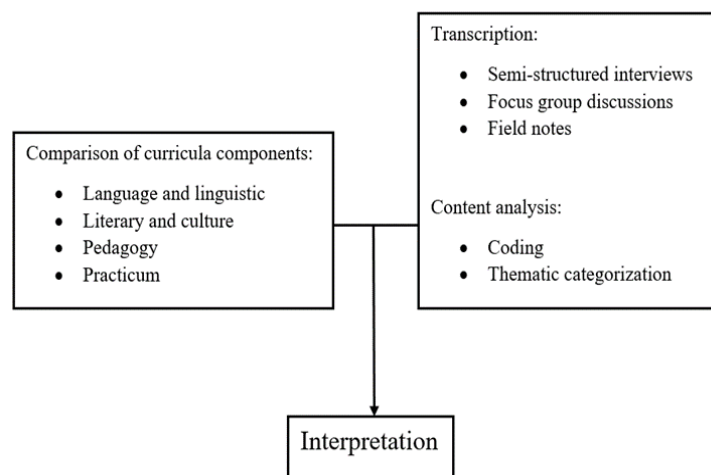 Comparison of curricula components:
• Language and linguistic
• Literary and culture
• Pedagogy
• Practicum
Transcription:
• Semi-structured interviews
• Focus group discussions
• Field notes
Content analysis:
• Coding
• Thematic categorization
Interpretation